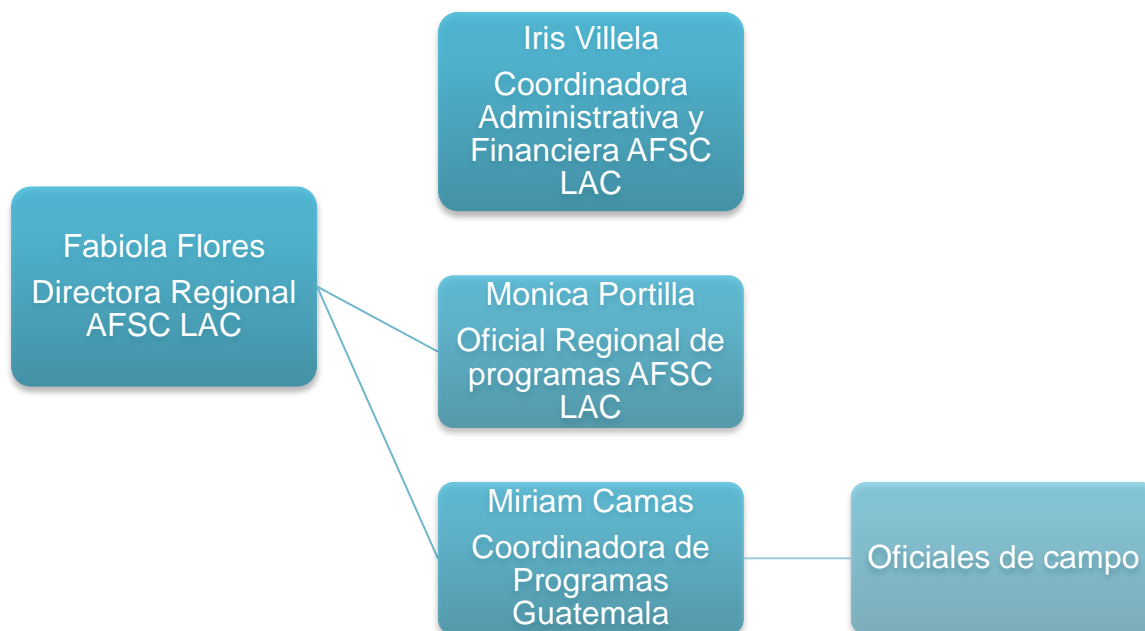 Iris Villela
Coordinadora
Administrativa y
Financiera AFSC
LAC
Fabiola Flores
Directora Regional
AFSC LAC
Monica Portilla
Oficial Regional de
programas AFSC
LAC
Miriam Camas
Coordinadora de
Programas
Guatemala
Oficiales de campo